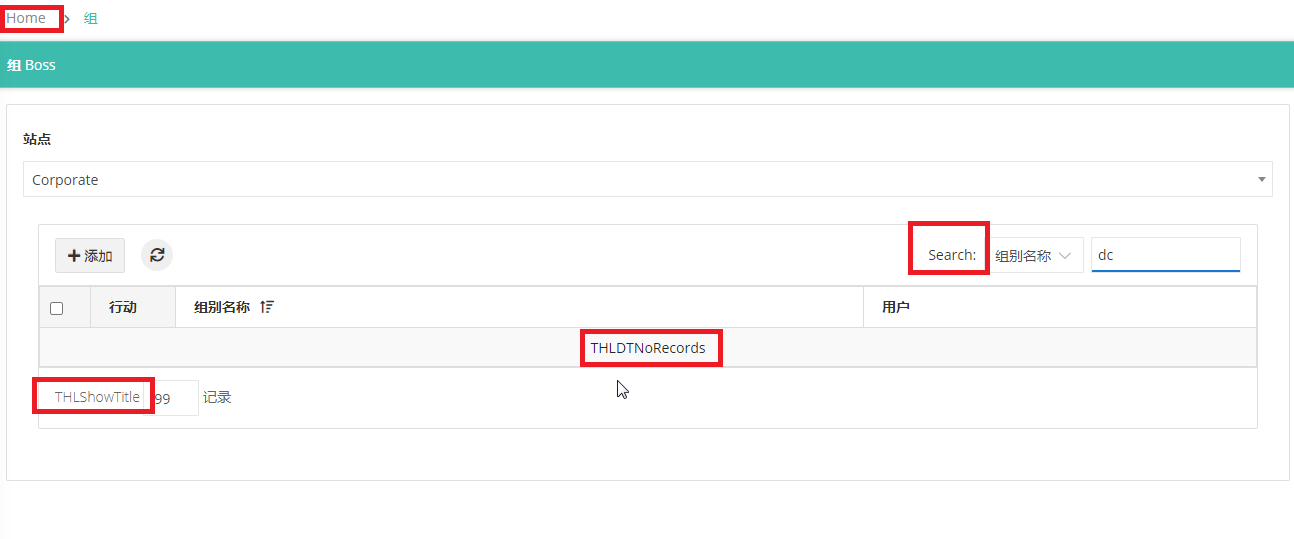 Home > 组
组 Boss
站点
Corporate
添加 Search: 组别名称 dc
行动 组别名称 用户
THLDTNoRecords
THLShowTitle 99 记录